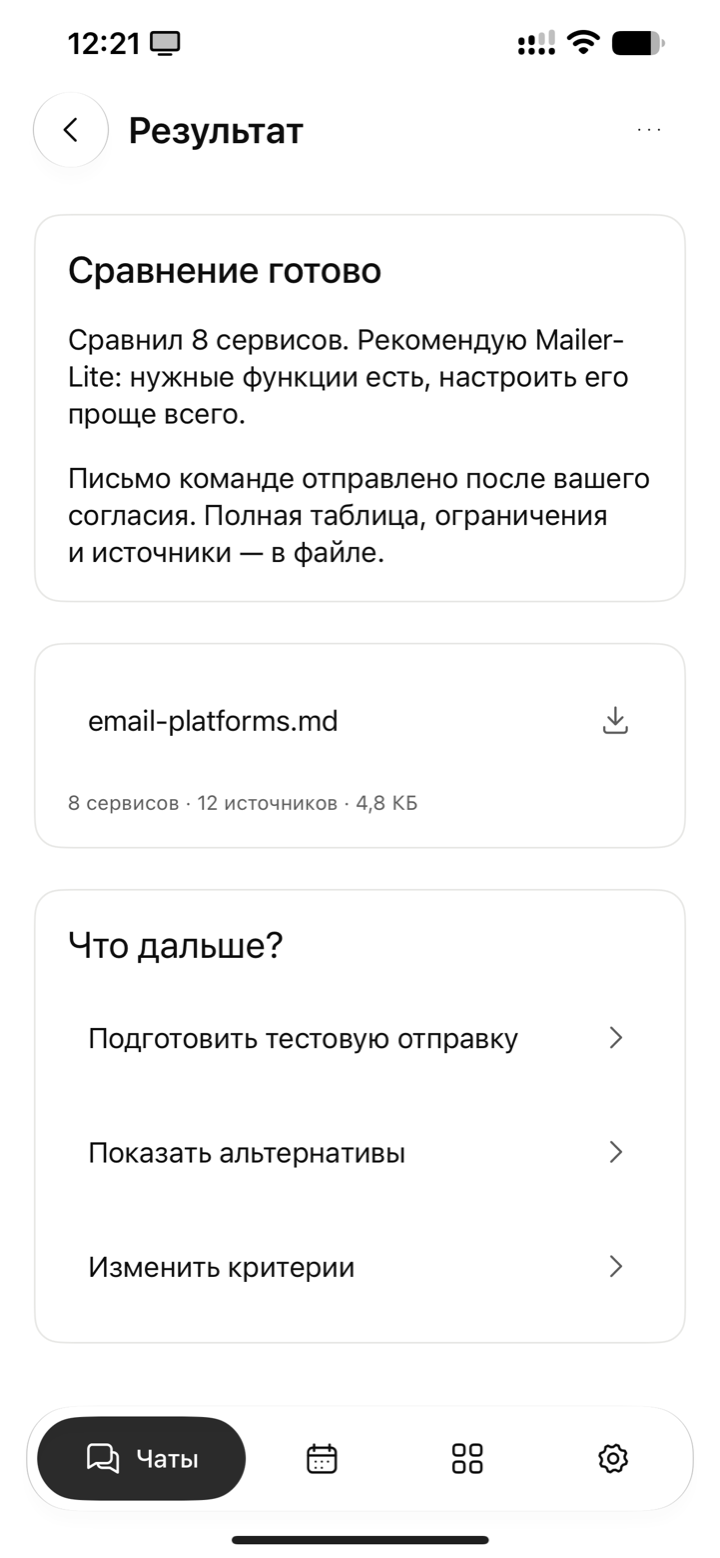 12:21
Результат
Сравнение готово
Сравнил 8 сервисов. Рекомендую Mailer-
Lite: нужные функции есть, настроить его
проще всего.
Письмо команде отправлено после вашего
согласия. Полная таблица, ограничения
и источники — в файле.
email-platforms.md
8 сервисов · 12 источников · 4,8 КБ
Что дальше?
Подготовить тестовую отправку
Показать альтернативы
Изменить критерии
Чаты